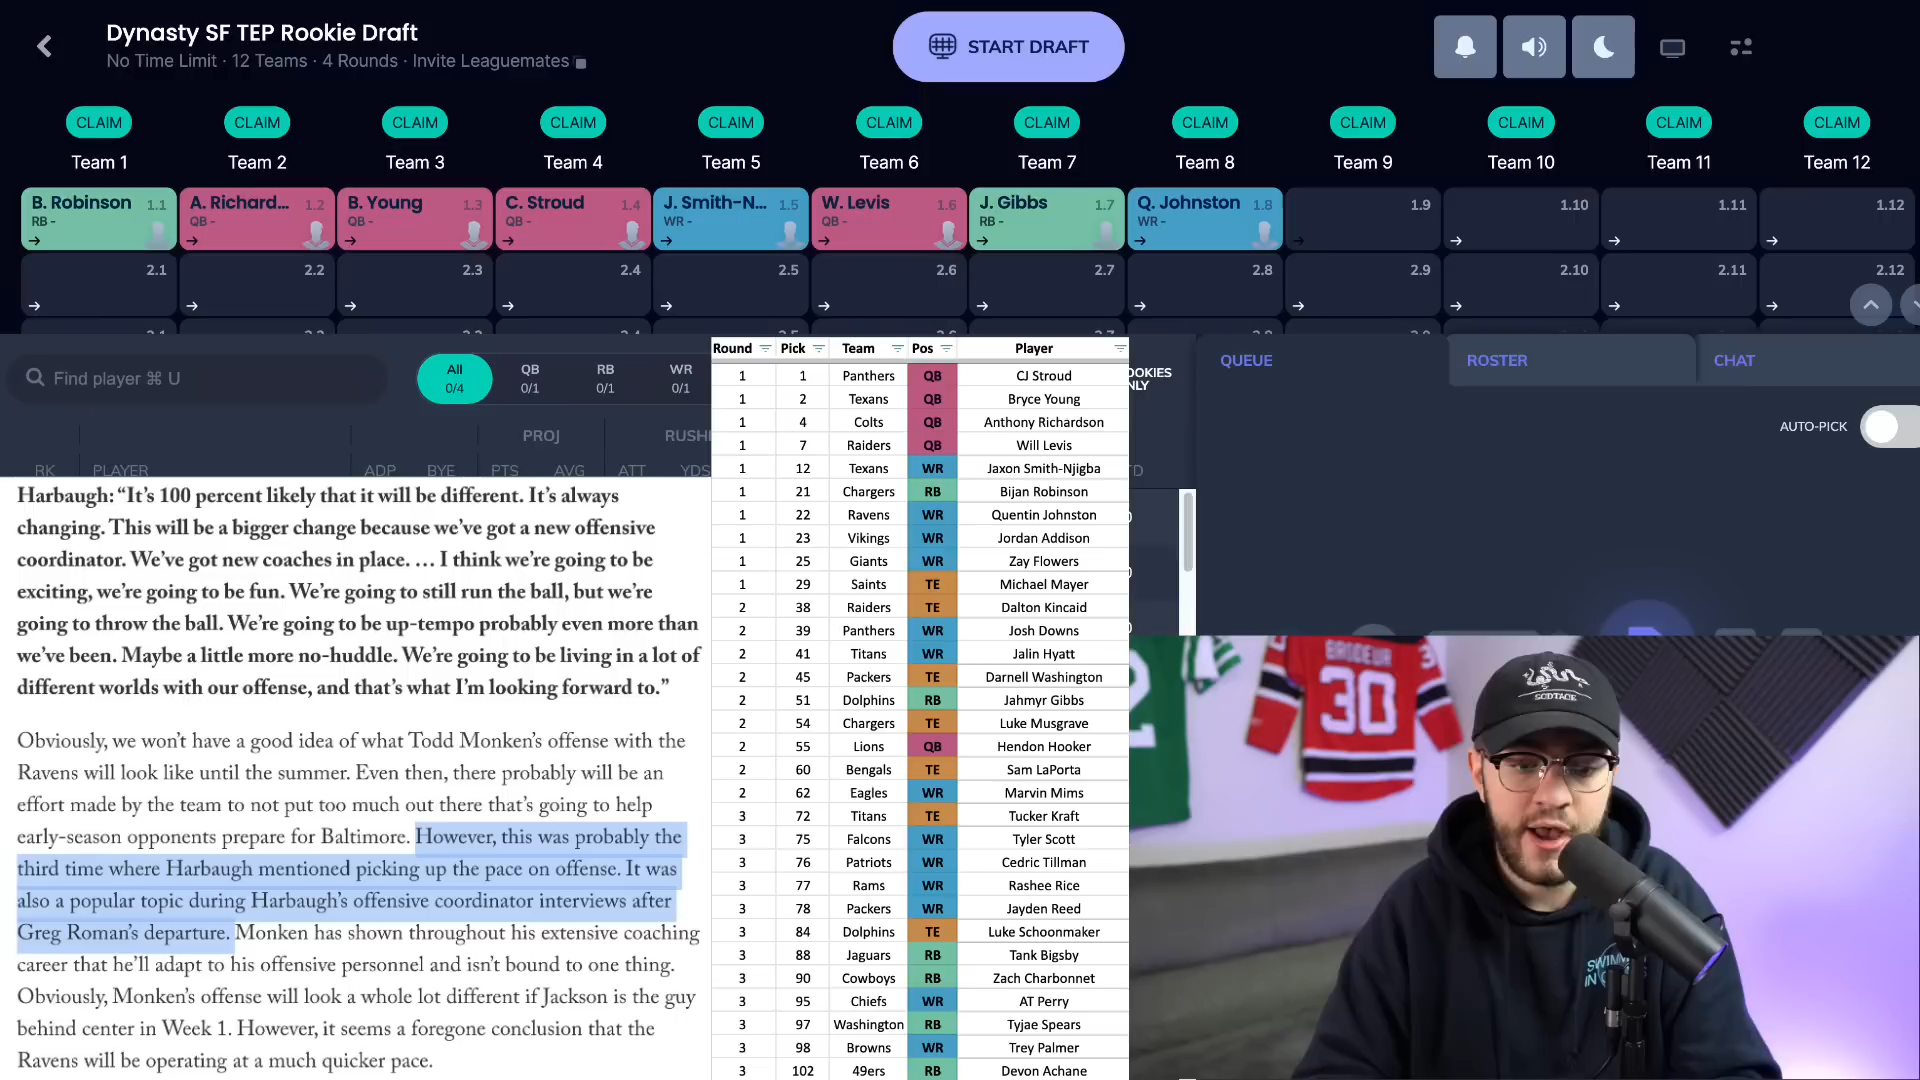 Dynasty SF TEP Rookie Draft
No Time Limit · 12 Teams · 4 Rounds · Invite Leaguemates
START DRAFT
CLAIM CLAIM CLAIM CLAIM CLAIM CLAIM CLAIM CLAIM CLAIM CLAIM CLAIM CLAIM
Team 1 Team 2 Team 3 Team 4 Team 5 Team 6 Team 7 Team 8 Team 9 Team 10 Team 11 Team 12
B. Robinson 1.1 A. Richard... 1.2 B. Young 1.3 C. Stroud 1.4 J. Smith-N... 1.5 W. Levis 1.6 J. Gibbs 1.7 Q. Johnston 1.8 1.9 1.10 1.11 1.12
RB - QB - QB - QB - WR - QB - RB - WR -
2.1 2.2 2.3 2.4 2.5 2.6 2.7 2.8 2.9 2.10 2.11 2.12
Find player ⌘ U
All QB RB WR
0/4 0/1 0/1 0/1
PROJ RUSHI
RK PLAYER ADP BYE PTS AVG ATT YDS
Harbaugh: “It’s 100 percent likely that it will be different. It’s always
changing. This will be a bigger change because we’ve got a new offensive
coordinator. We’ve got new coaches in place. … I think we’re going to be
exciting, we’re going to be fun. We’re going to still run the ball, but we’re
going to throw the ball. We’re going to be up-tempo probably even more than
we’ve been. Maybe a little more no-huddle. We’re going to be living in a lot of
different worlds with our offense, and that’s what I’m looking forward to.”
Obviously, we won’t have a good idea of what Todd Monken’s offense with the
Ravens will look like until the summer. Even then, there probably will be an
effort made by the team to not put too much out there that’s going to help
early-season opponents prepare for Baltimore. However, this was probably the
third time where Harbaugh mentioned picking up the pace on offense. It was
also a popular topic during Harbaugh’s offensive coordinator interviews after
Greg Roman’s departure. Monken has shown throughout his extensive coaching
career that he’ll adapt to his offensive personnel and isn’t bound to one thing.
Obviously, Monken’s offense will look a whole lot different if Jackson is the guy
behind center in Week 1. However, it seems a foregone conclusion that the
Ravens will be operating at a much quicker pace.
Round Pick Team Pos Player
1 1 Panthers QB CJ Stroud
1 2 Texans QB Bryce Young
1 4 Colts QB Anthony Richardson
1 7 Raiders QB Will Levis
1 12 Texans WR Jaxon Smith-Njigba
1 21 Chargers RB Bijan Robinson
1 22 Ravens WR Quentin Johnston
1 23 Vikings WR Jordan Addison
1 25 Giants WR Zay Flowers
1 29 Saints TE Michael Mayer
2 38 Raiders TE Dalton Kincaid
2 39 Panthers WR Josh Downs
2 41 Titans WR Jalin Hyatt
2 45 Packers TE Darnell Washington
2 51 Dolphins RB Jahmyr Gibbs
2 54 Chargers TE Luke Musgrave
2 55 Lions QB Hendon Hooker
2 60 Bengals TE Sam LaPorta
2 62 Eagles WR Marvin Mims
3 72 Titans TE Tucker Kraft
3 75 Falcons WR Tyler Scott
3 76 Patriots WR Cedric Tillman
3 77 Rams WR Rashee Rice
3 78 Packers WR Jayden Reed
3 84 Dolphins TE Luke Schoonmaker
3 88 Jaguars RB Tank Bigsby
3 90 Cowboys RB Zach Charbonnet
3 95 Chiefs WR AT Perry
3 97 Washington RB Tyjae Spears
3 98 Browns WR Trey Palmer
3 102 49ers RB Devon Achane
OOKIES
NLY
TD
QUEUE ROSTER CHAT
AUTO-PICK
BRODEUR
30
30
SCDTAGE